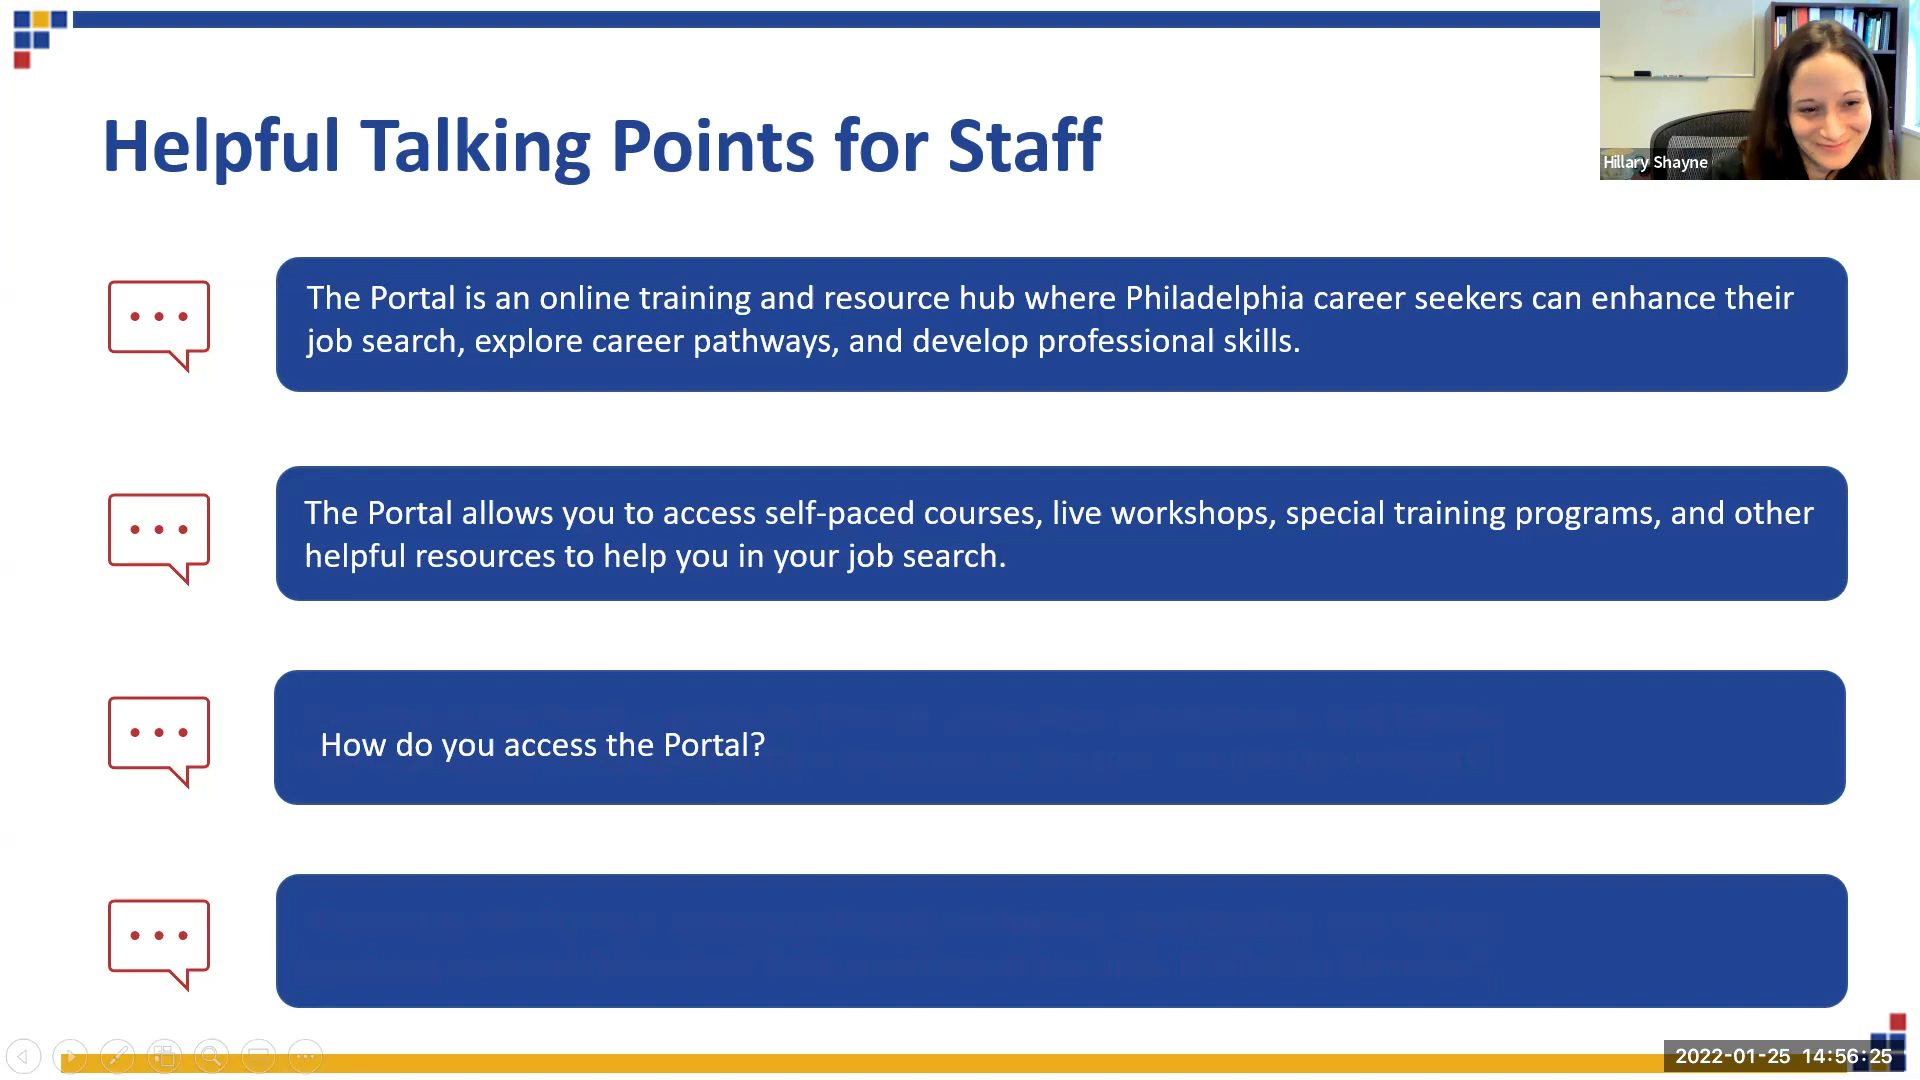 Helpful Talking Points for Staff
Hillary Shayne
The Portal is an online training and resource hub where Philadelphia career seekers can enhance their
job search, explore career pathways, and develop professional skills.
The Portal allows you to access self-paced courses, live workshops, special training programs, and other
helpful resources to help you in your job search.
How do you access the Portal?
2022-01-25 14:56:25